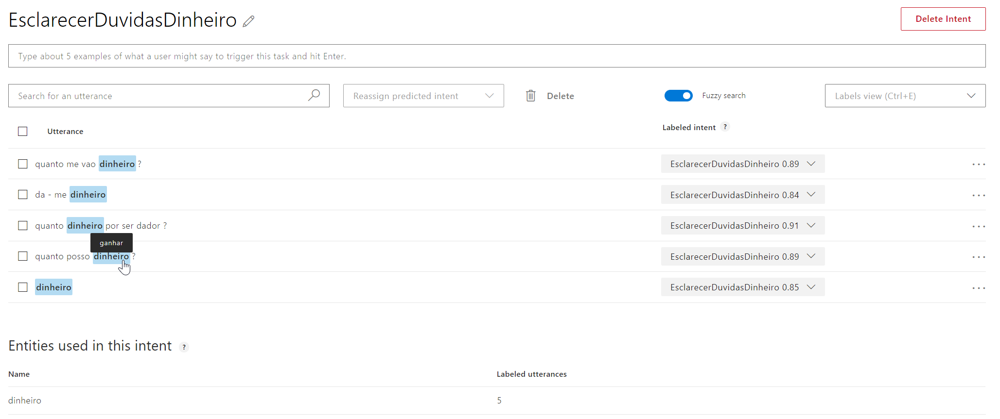 EsclarecerDuvidasDinheiro
Delete Intent
Type about 5 examples of what a user might say to trigger this task and hit Enter.
Search for an utterance
Reassign predicted intent
Delete
Fuzzy search
Labels view (Ctrl+E)
Utterance
Labeled intent ?
quanto me vao dinheiro ?
EsclarecerDuvidasDinheiro 0.89
da - me dinheiro
EsclarecerDuvidasDinheiro 0.84
quanto dinheiro por ser dador ?
EsclarecerDuvidasDinheiro 0.91
ganhar
quanto posso dinheiro ?
EsclarecerDuvidasDinheiro 0.89
dinheiro
EsclarecerDuvidasDinheiro 0.85
Entities used in this intent ?
Name
Labeled utterances
dinheiro
5